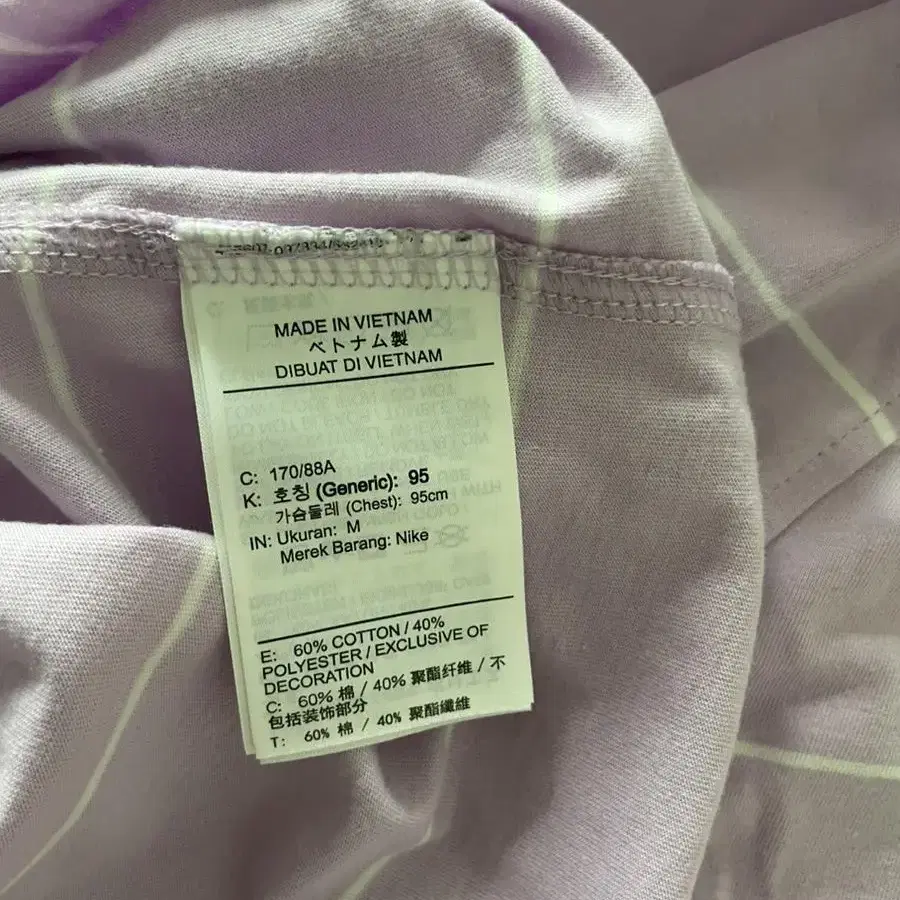 MADE IN VIETNAM
ベトナム製
DIBUAT DI VIETNAM
C: 170/88A
K: 호칭 (Generic): 95
가슴둘레 (Chest): 95cm
IN: Ukuran: M
Merek Barang: Nike
E: 60% COTTON / 40%
POLYESTER / EXCLUSIVE OF
DECORATION
C: 60% 棉 / 40% 聚酯纤维 / 不
包括装饰部分
T: 60% 棉 / 40% 聚酯纖維